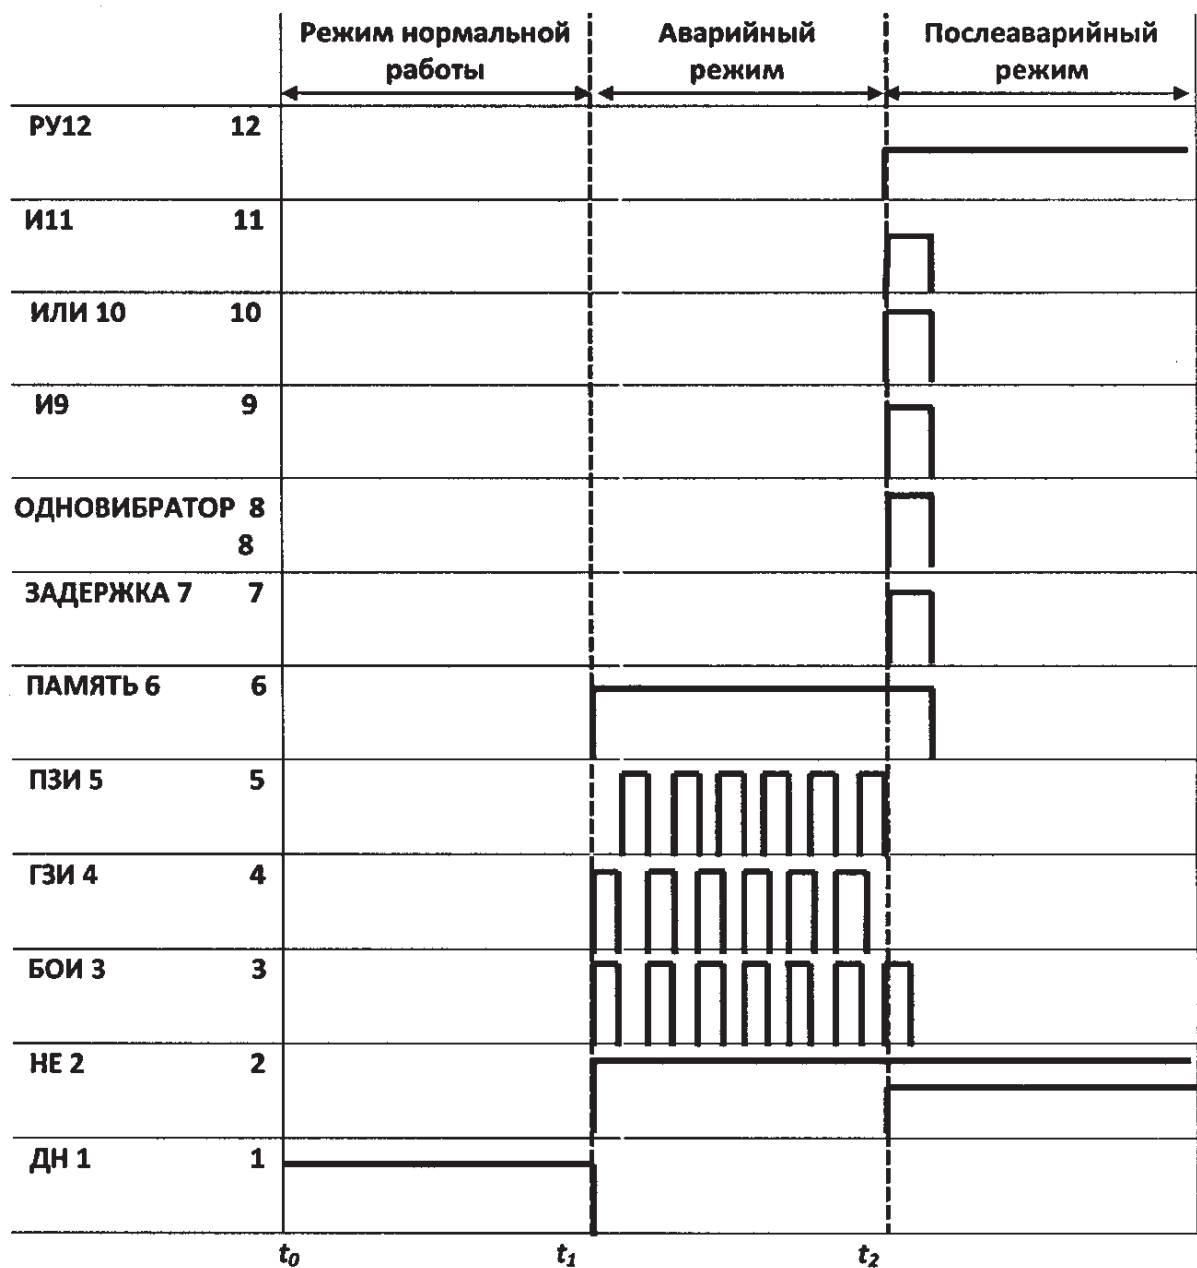 Режим нормальной
работы
Аварийный
режим
Послеаварийный
режим
РУ12 12
И11 11
ИЛИ 10 10
И9 9
ОДНОВИБРАТОР 8
8
ЗАДЕРЖКА 7 7
ПАМЯТЬ 6 6
ПЗИ 5 5
ГЗИ 4 4
БОИ 3 3
НЕ 2 2
ДН 1 1
t0 t1 t2